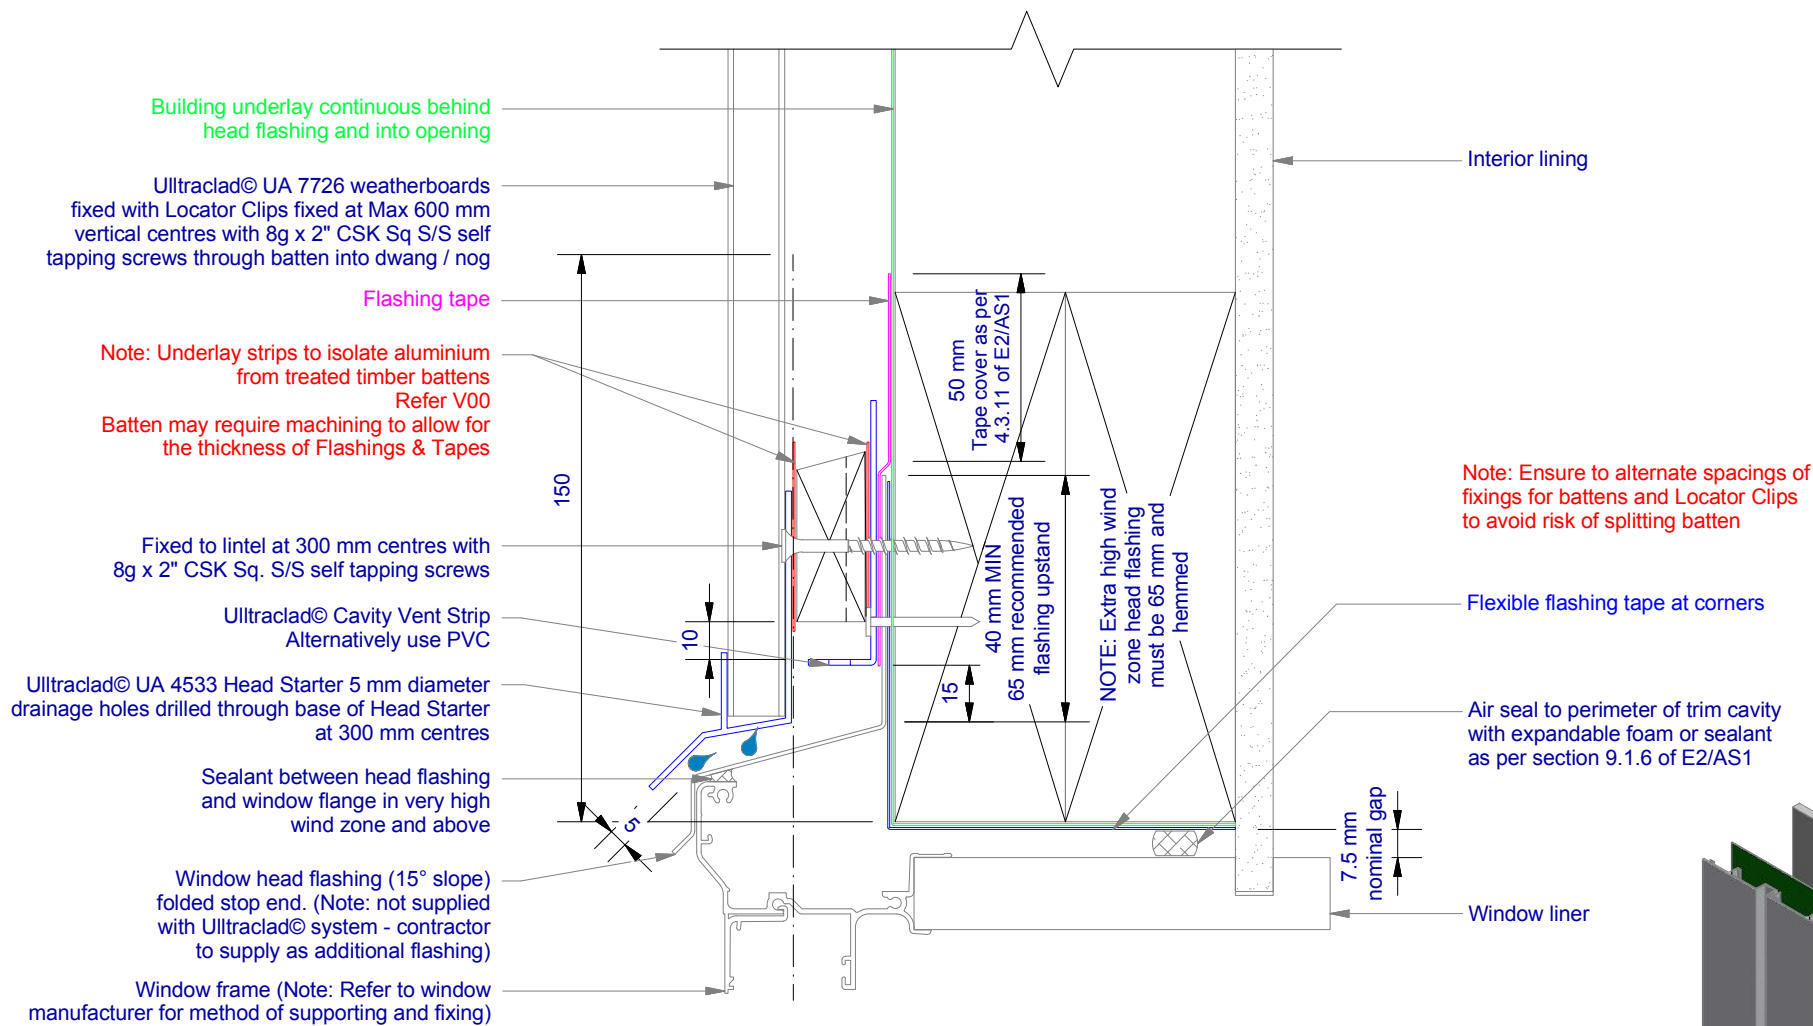 Building underlay continuous behind
head flashing and into opening
Ulltraclad© UA 7726 weatherboards
fixed with Locator Clips fixed at Max 600 mm
vertical centres with 8g x 2" CSK Sq S/S self
tapping screws through batten into dwang / nog
Flashing tape
Note: Underlay strips to isolate aluminium
from treated timber battens
Refer V00
Batten may require machining to allow for
the thickness of Flashings & Tapes
Fixed to lintel at 300 mm centres with
8g x 2" CSK Sq. S/S self tapping screws
Ulltraclad© Cavity Vent Strip
Alternatively use PVC
Ulltraclad© UA 4533 Head Starter 5 mm diameter
drainage holes drilled through base of Head Starter
at 300 mm centres
Sealant between head flashing
and window flange in very high
wind zone and above
Window head flashing (15° slope)
folded stop end. (Note: not supplied
with Ulltraclad© system - contractor
to supply as additional flashing)
Window frame (Note: Refer to window
manufacturer for method of supporting and fixing)
150
10
5
50 mm
Tape cover as per
4.3.11 of E2/AS1
40 mm MIN
65 mm recommended
flashing upstand
15
NOTE: Extra high wind
zone head flashing
must be 65 mm and
hemmed
7.5 mm
nominal gap
Interior lining
Note: Ensure to alternate spacings of
fixings for battens and Locator Clips
to avoid risk of splitting batten
Flexible flashing tape at corners
Air seal to perimeter of trim cavity
with expandable foam or sealant
as per section 9.1.6 of E2/AS1
Window liner